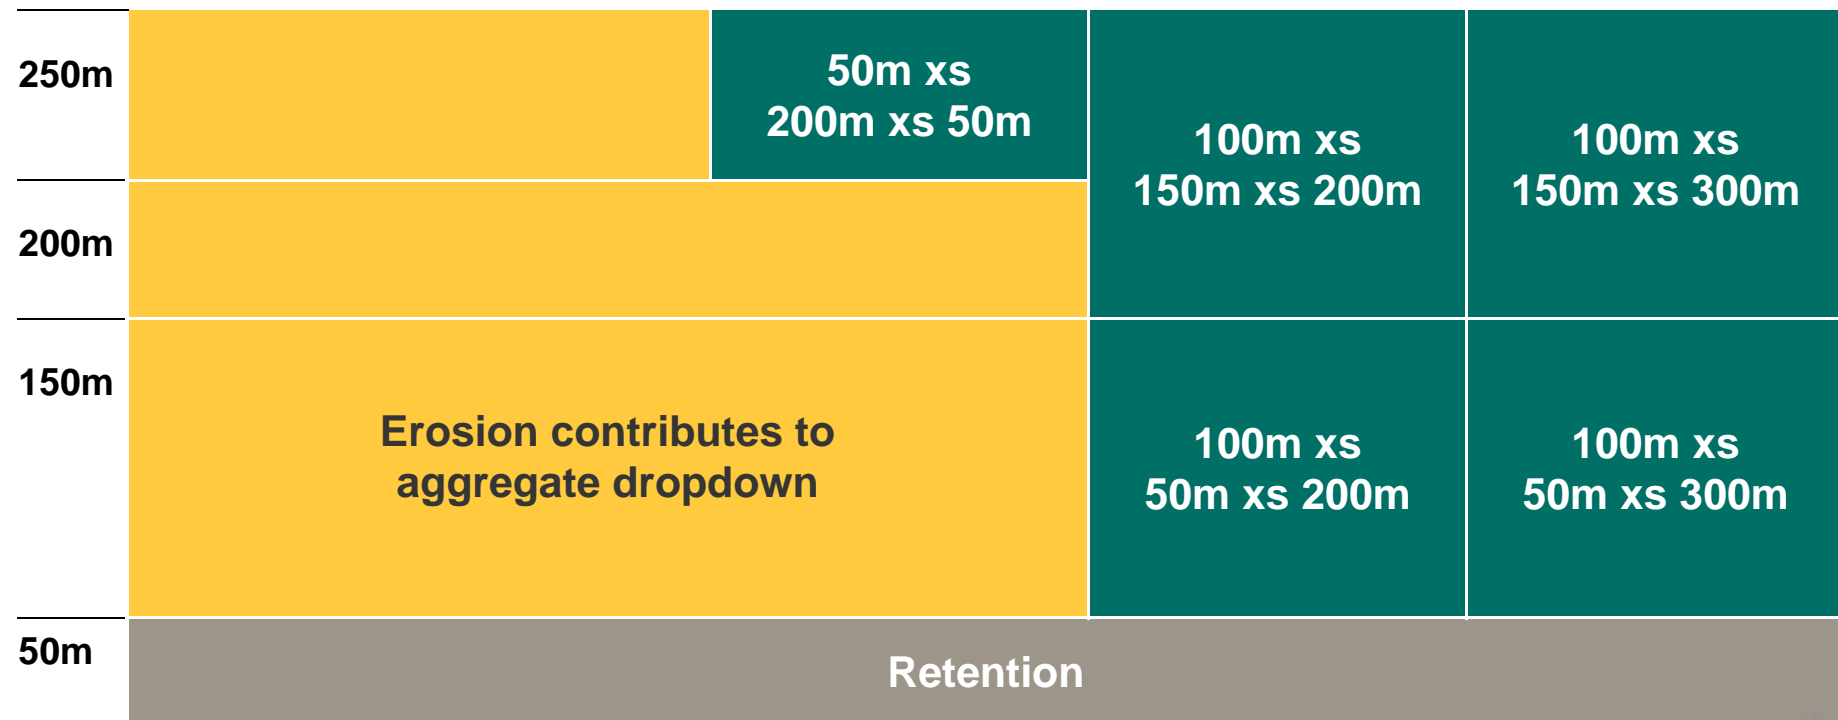 250m
50m xs
200m xs 50m
100m xs
150m xs 200m
100m xs
150m xs 300m
200m
150m
Erosion contributes to
aggregate dropdown
100m xs
50m xs 200m
100m xs
50m xs 300m
50m
Retention